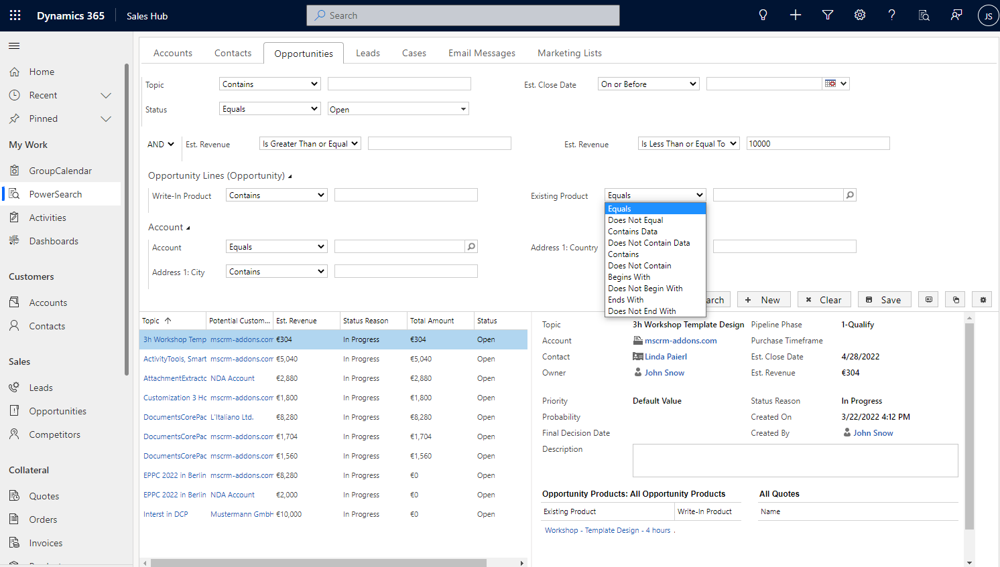 Dynamics 365
Sales Hub
Search
JS
Home
Recent
Pinned
My Work
GroupCalendar
PowerSearch
Activities
Dashboards
Customers
Accounts
Contacts
Sales
Leads
Opportunities
Competitors
Collateral
Quotes
Orders
Invoices
Accounts Contacts Opportunities Leads Cases Email Messages Marketing Lists
Topic Contains Est. Close Date On or Before
Status Equals Open
AND Est. Revenue Is Greater Than or Equal Est. Revenue Is Less Than or Equal To 10000
Opportunity Lines (Opportunity)
Write-In Product Contains Existing Product Equals
Equals
Does Not Equal
Contains Data
Does Not Contain Data
Contains
Does Not Contain
Begins With
Does Not Begin With
Ends With
Does Not End With
Account
Account Equals Address 1: Country
Address 1: City Contains
arch New Clear Save
Topic Potential Custom... Est. Revenue Status Reason Total Amount Status
3h Workshop Temp mscrm-addons.com €304 In Progress €304 Open
ActivityTools, Smart mscrm-addons.com €5,040 In Progress €5,040 Open
AttachmentExtracto NDA Account €2,880 In Progress €2,880 Open
Customization 3 Ho mscrm-addons.com €1,800 In Progress €1,800 Open
DocumentsCorePac L'Italiano Ltd. €8,280 In Progress €8,280 Open
DocumentsCorePac mscrm-addons.com €1,704 In Progress €1,704 Open
DocumentsCorePac mscrm-addons.com €1,560 In Progress €1,560 Open
EPPC 2022 in Berlin mscrm-addons.com €8,280 In Progress €0 Open
EPPC 2022 in Berlin NDA Account €2,000 In Progress €0 Open
Interst in DCP Mustermann GmbH €10,000 In Progress €0 Open
Topic 3h Workshop Template Design Pipeline Phase 1-Qualify
Account mscrm-addons.com Purchase Timeframe
Contact Linda Paierl Est. Close Date 4/28/2022
Owner John Snow Est. Revenue €304
Priority Default Value Status Reason In Progress
Probability Created On 3/22/2022 4:12 PM
Final Decision Date Created By John Snow
Description
Opportunity Products: All Opportunity Products All Quotes
Existing Product Write-In Product Name
Workshop - Template Design - 4 hours .